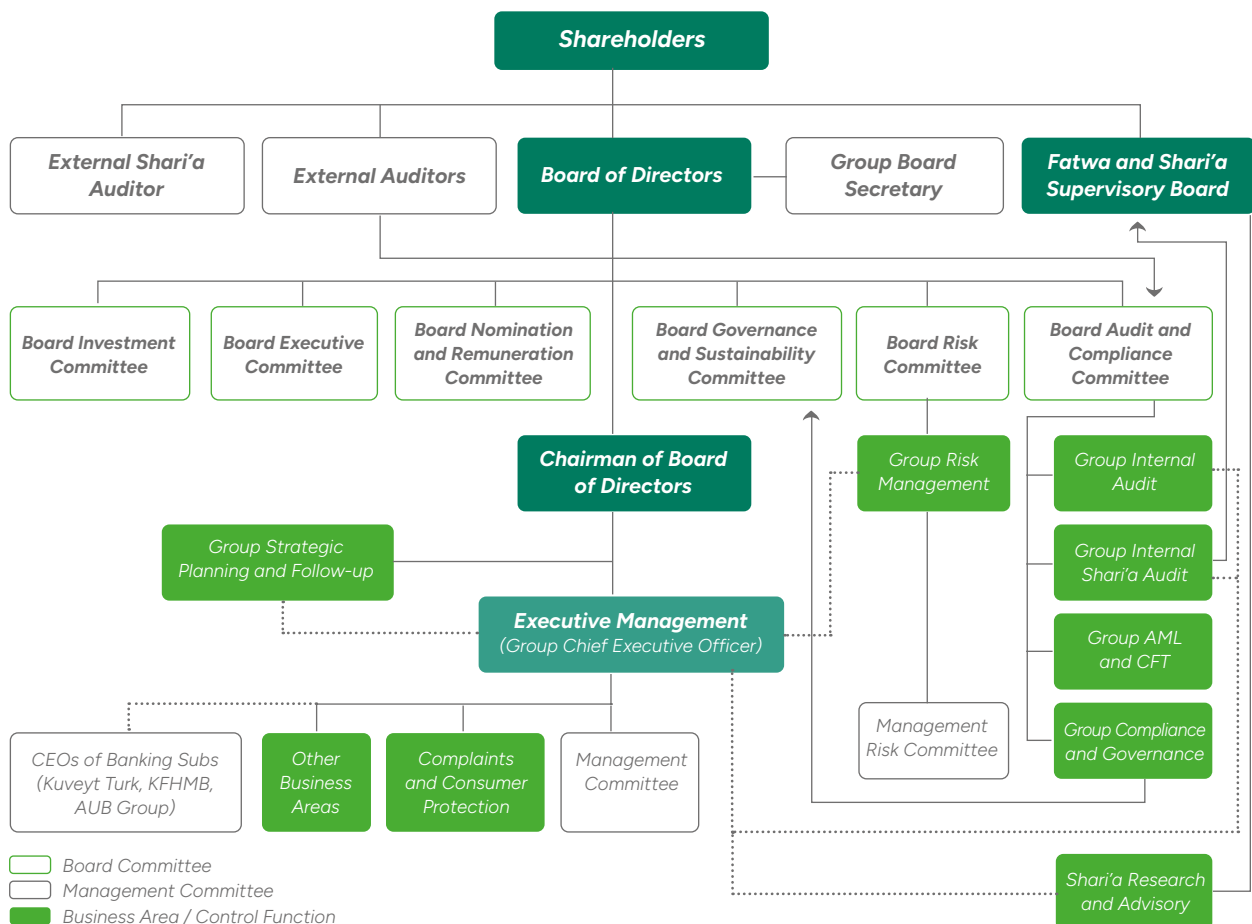 Shareholders
External Shari'a
Auditor
External Auditors
Board of Directors
Group Board
Secretary
Fatwa and Shari'a
Supervisory Board
Board Investment
Committee
Board Executive
Committee
Board Nomination
and Remuneration
Committee
Board Governance
and Sustainability
Committee
Board Risk
Committee
Board Audit and
Compliance
Committee
Chairman of Board
of Directors
Group Risk
Management
Group Internal
Audit
Group Strategic
Planning and Follow-up
Group Internal
Shari'a Audit
Executive Management
(Group Chief Executive Officer)
Group AML
and CFT
CEOs of Banking Subs
(Kuveyt Turk, KFHMB,
AUB Group)
Other
Business
Areas
Complaints
and Consumer
Protection
Management
Committee
Management
Risk Committee
Group Compliance
and Governance
Shari'a Research
and Advisory
Board Committee
Management Committee
Business Area / Control Function